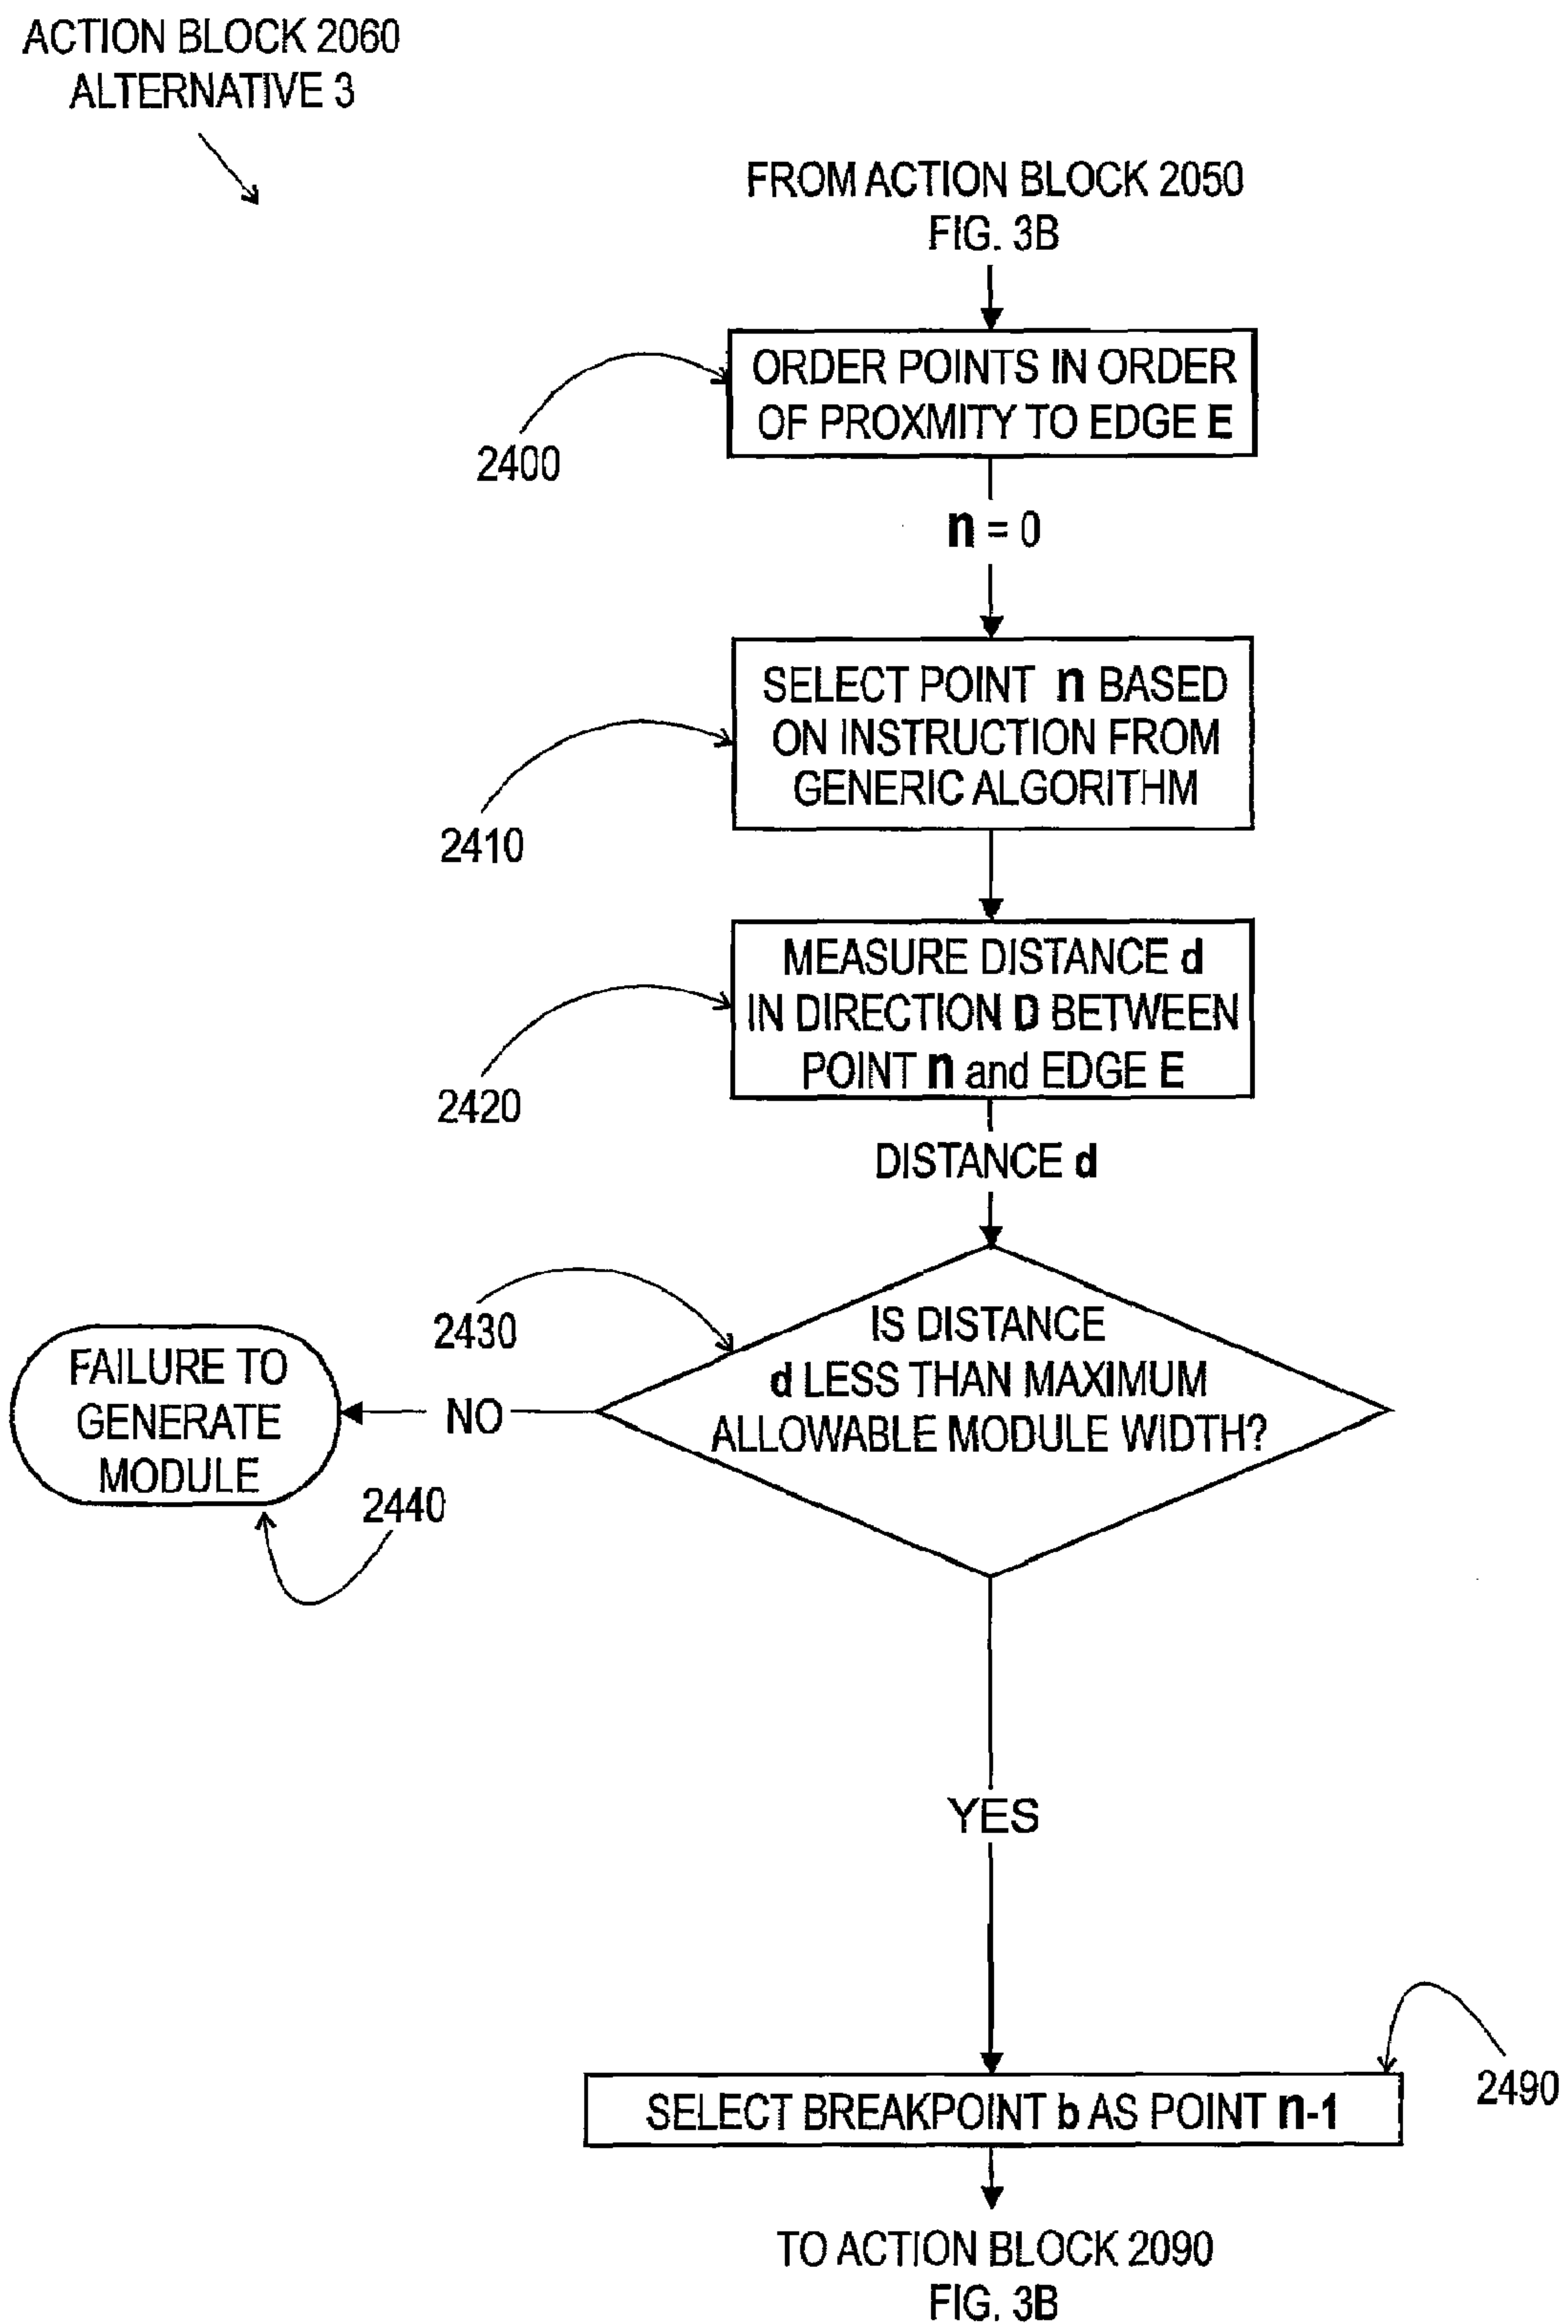 ACTION BLOCK 2060
ALTERNATIVE 3
FROM ACTION BLOCK 2050
FIG. 3B
ORDER POINTS IN ORDER
OF PROXMITY TO EDGE E
2400
n = 0
SELECT POINT n BASED
ON INSTRUCTION FROM
GENERIC ALGORITHM
2410
MEASURE DISTANCE d
IN DIRECTION D BETWEEN
POINT n and EDGE E
2420
DISTANCE d
2430
IS DISTANCE
d LESS THAN MAXIMUM
ALLOWABLE MODULE WIDTH?
NO
FAILURE TO
GENERATE
MODULE
2440
YES
2490
SELECT BREAKPOINT b AS POINT n-1
TO ACTION BLOCK 2090
FIG. 3B